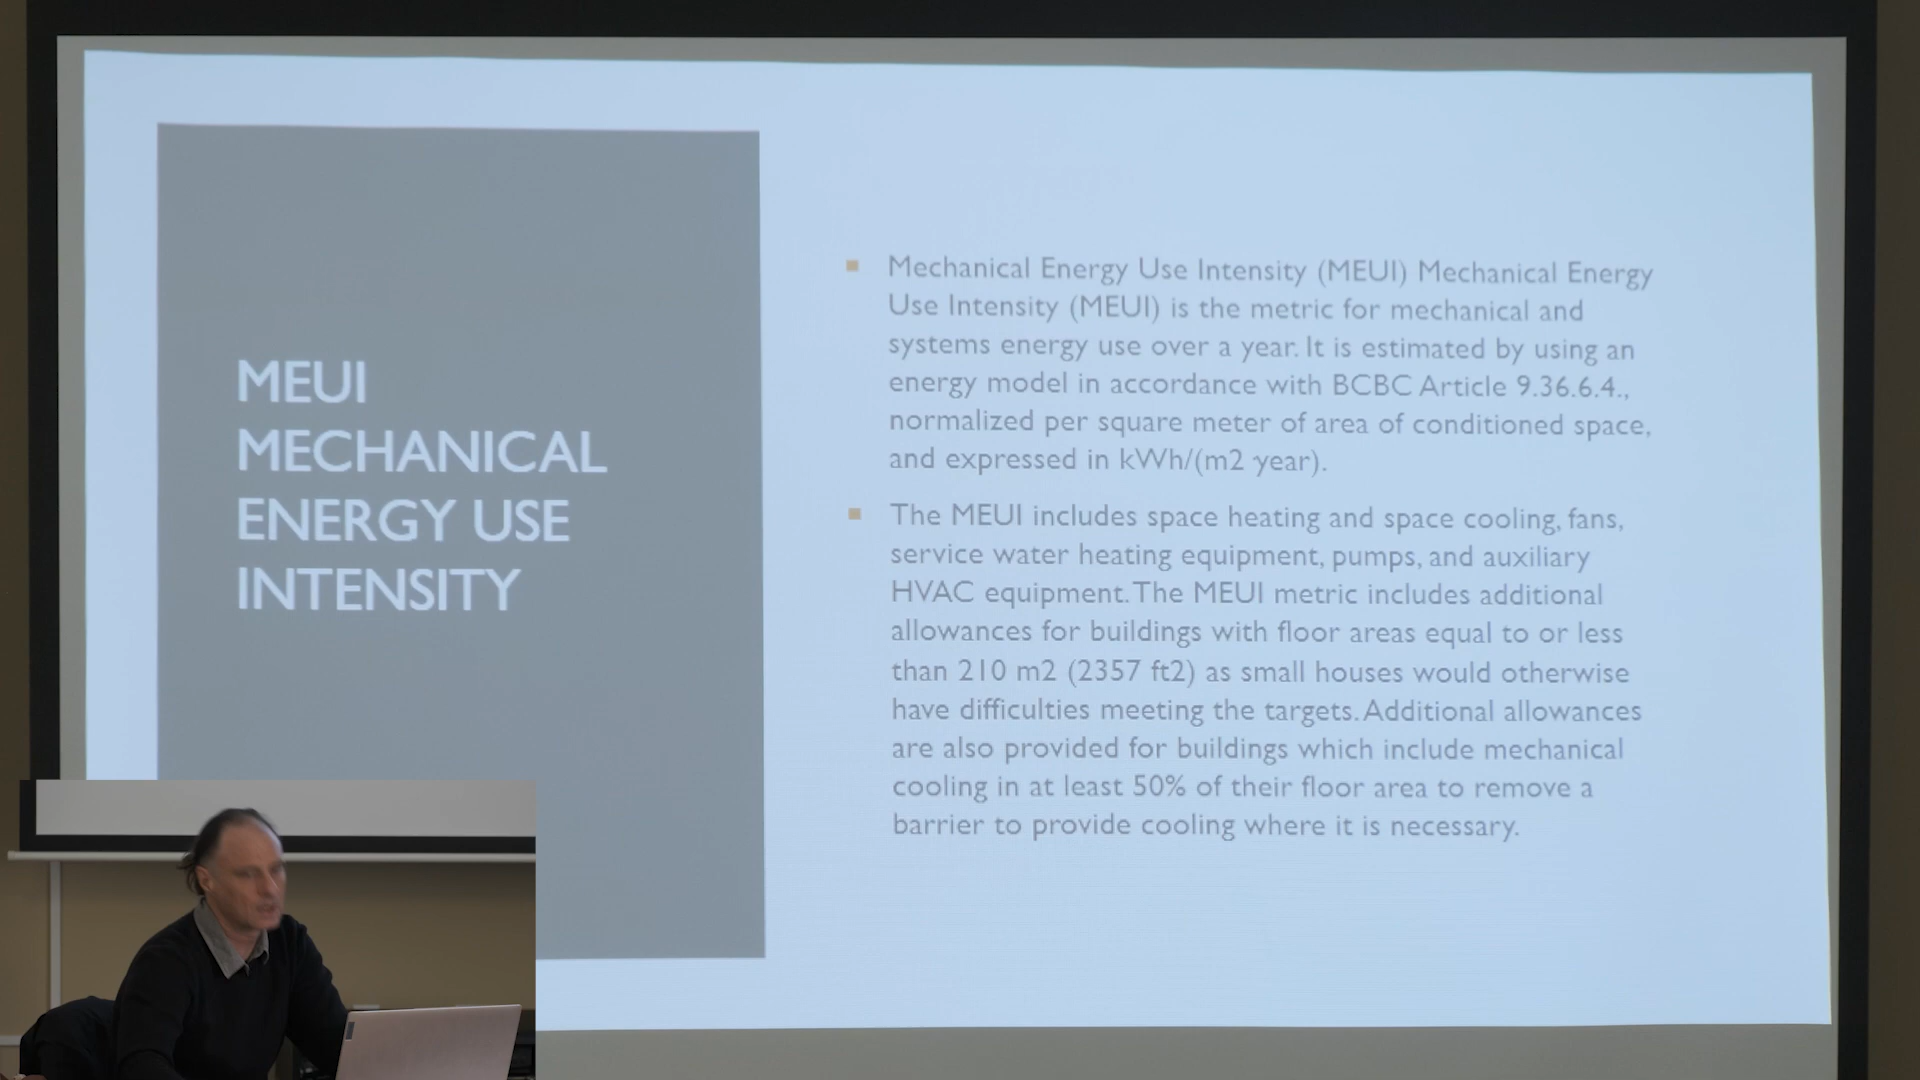 MEUI
MECHANICAL
ENERGY USE
INTENSITY
Mechanical Energy Use Intensity (MEUI) Mechanical Energy
Use Intensity (MEUI) is the metric for mechanical and
systems energy use over a year. It is estimated by using an
energy model in accordance with BCBC Article 9.36.6.4.,
normalized per square meter of area of conditioned space,
and expressed in kWh/(m2 year).
The MEUI includes space heating and space cooling, fans,
service water heating equipment, pumps, and auxiliary
HVAC equipment. The MEUI metric includes additional
allowances for buildings with floor areas equal to or less
than 210 m2 (2357 ft2) as small houses would otherwise
have difficulties meeting the targets. Additional allowances
are also provided for buildings which include mechanical
cooling in at least 50% of their floor area to remove a
barrier to provide cooling where it is necessary.